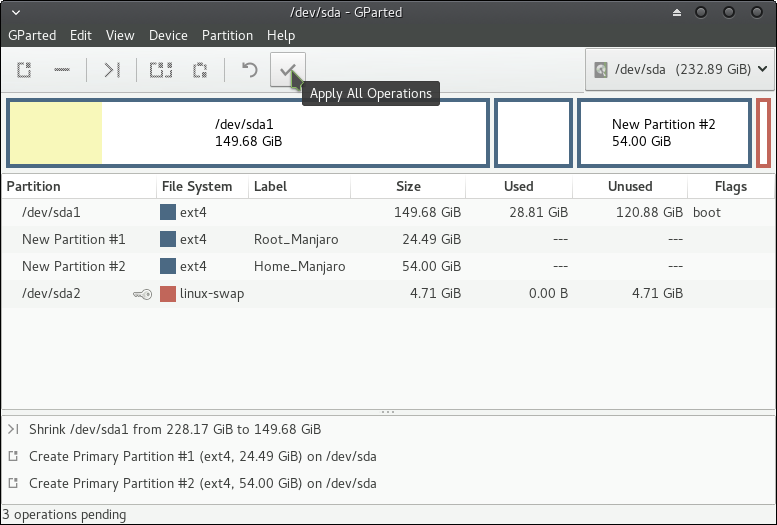 /dev/sda - GParted
GParted Edit View Device Partition Help
/dev/sda (232.89 GiB)
Apply All Operations
/dev/sda1
149.68 GiB
New Partition #2
54.00 GiB
Partition File System Label Size Used Unused Flags
/dev/sda1 ext4 149.68 GiB 28.81 GiB 120.88 GiB boot
New Partition #1 ext4 Root_Manjaro 24.49 GiB --- ---
New Partition #2 ext4 Home_Manjaro 54.00 GiB --- ---
/dev/sda2 linux-swap 4.71 GiB 0.00 B 4.71 GiB
Shrink /dev/sda1 from 228.17 GiB to 149.68 GiB
Create Primary Partition #1 (ext4, 24.49 GiB) on /dev/sda
Create Primary Partition #2 (ext4, 54.00 GiB) on /dev/sda
3 operations pending